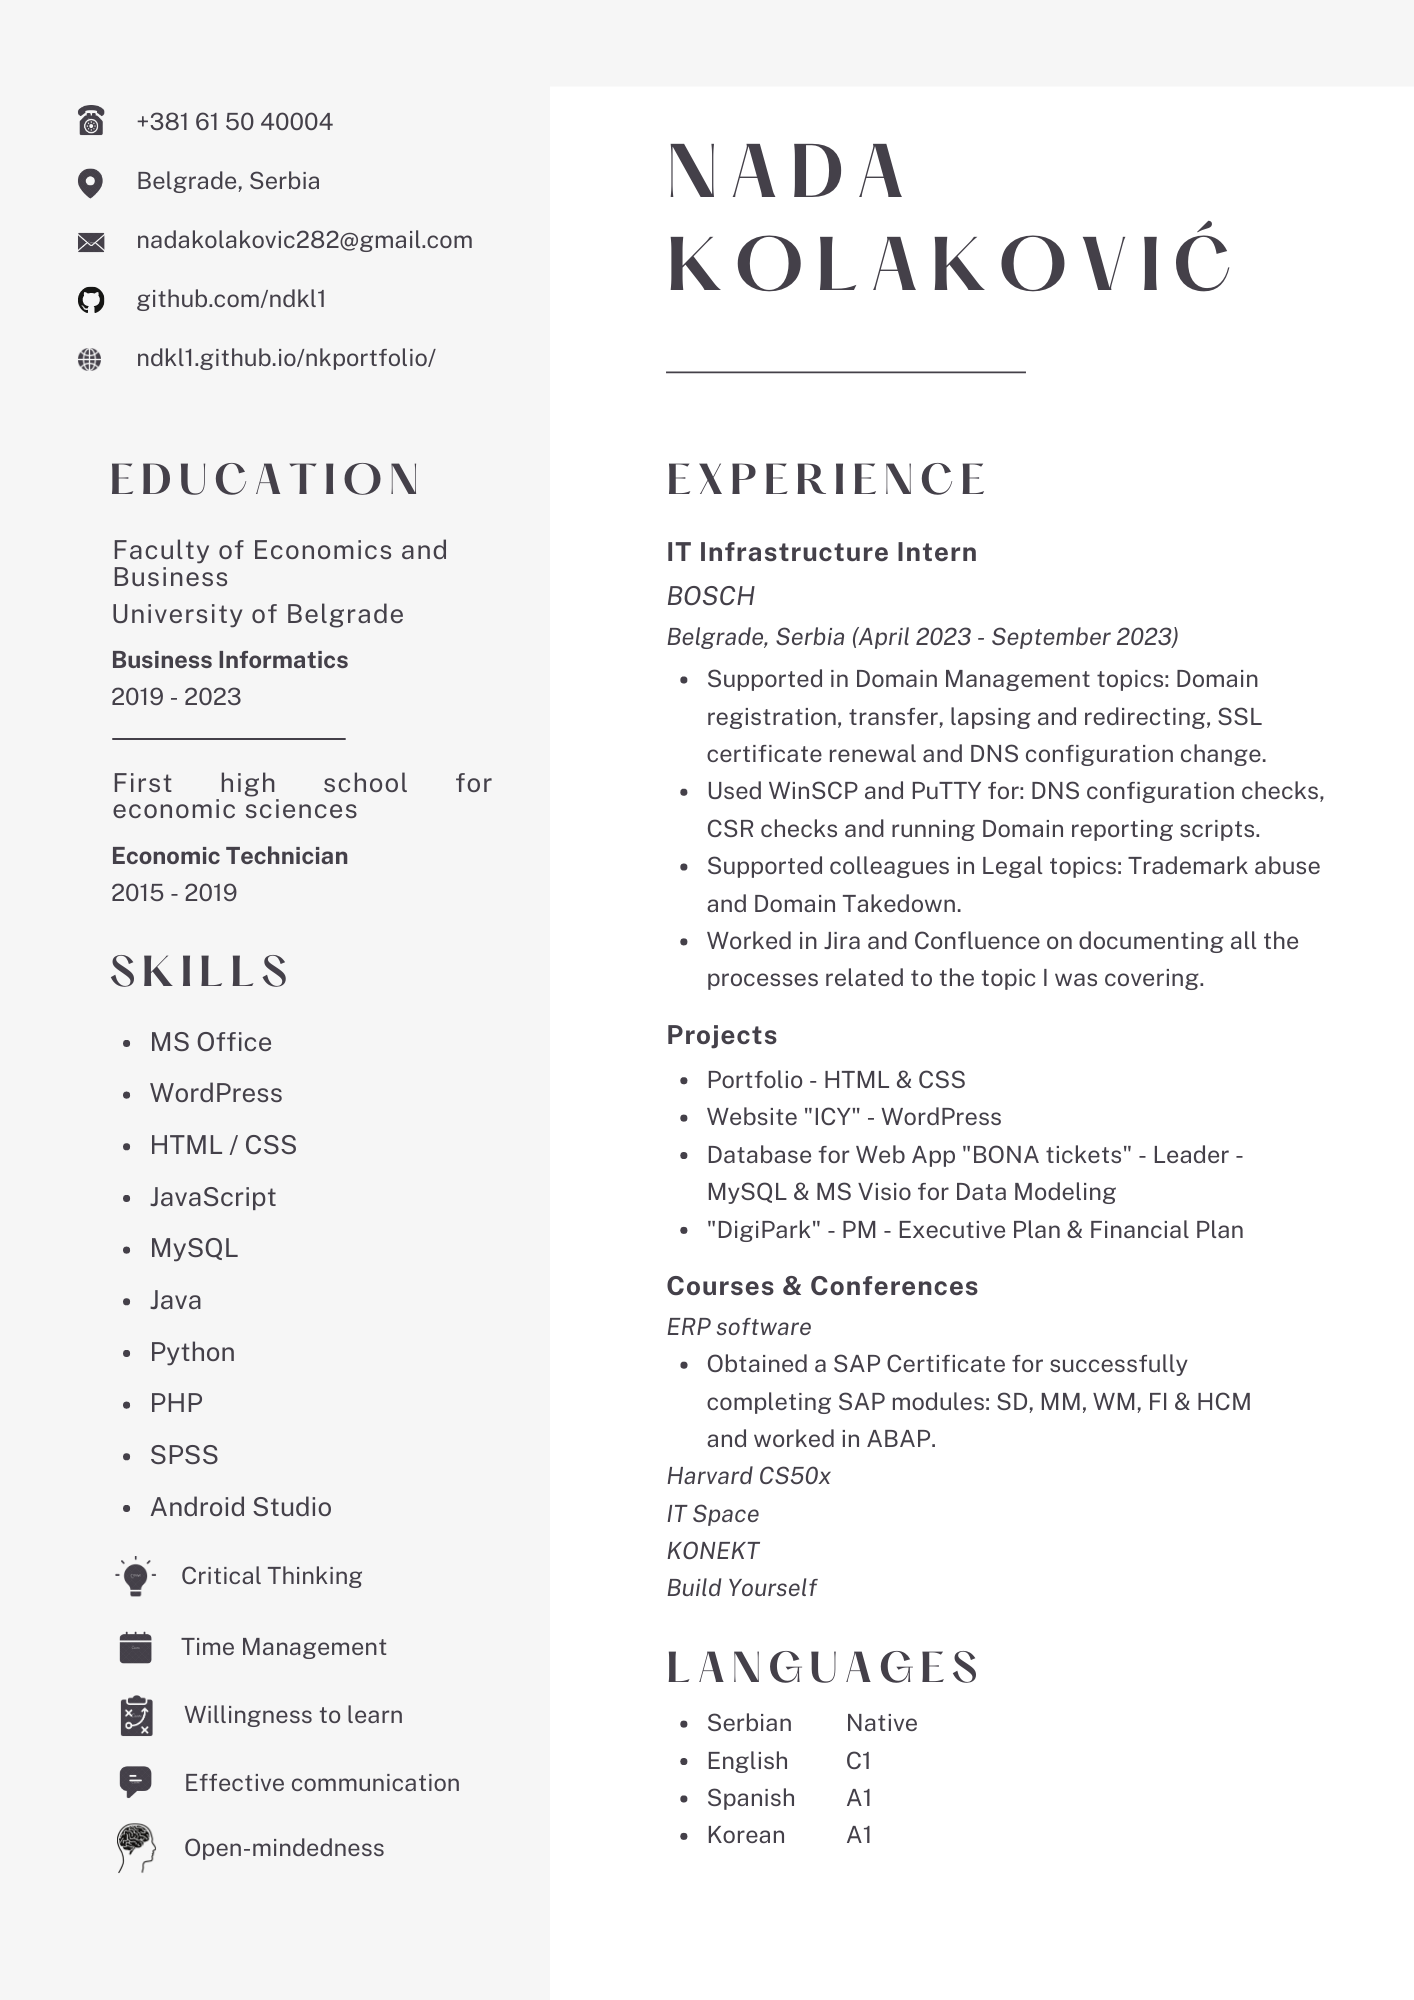 +381 61 50 40004
Belgrade, Serbia
nadakolakovic282@gmail.com
github.com/ndkl1
ndkl1.github.io/nkportfolio/
EDUCATION
Faculty of Economics and
Business
University of Belgrade
Business Informatics
2019 - 2023
First high school for
economic sciences
Economic Technician
2015 - 2019
SKILLS
• MS Office
• WordPress
• HTML / CSS
• JavaScript
• MySQL
• Java
• Python
• PHP
• SPSS
• Android Studio
Critical Thinking
Time Management
Willingness to learn
Effective communication
Open-mindedness
NADA
KOLAKOVIĆ
EXPERIENCE
IT Infrastructure Intern
BOSCH
Belgrade, Serbia (April 2023 - September 2023)
• Supported in Domain Management topics: Domain
registration, transfer, lapsing and redirecting, SSL
certificate renewal and DNS configuration change.
• Used WinSCP and PuTTY for: DNS configuration checks,
CSR checks and running Domain reporting scripts.
• Supported colleagues in Legal topics: Trademark abuse
and Domain Takedown.
• Worked in Jira and Confluence on documenting all the
processes related to the topic I was covering.
Projects
• Portfolio - HTML & CSS
• Website "ICY" - WordPress
• Database for Web App "BONA tickets" - Leader -
MySQL & MS Visio for Data Modeling
• "DigiPark" - PM - Executive Plan & Financial Plan
Courses & Conferences
ERP software
• Obtained a SAP Certificate for successfully
completing SAP modules: SD, MM, WM, FI & HCM
and worked in ABAP.
Harvard CS50x
IT Space
KONEKT
Build Yourself
LANGUAGES
• Serbian Native
• English C1
• Spanish A1
• Korean A1